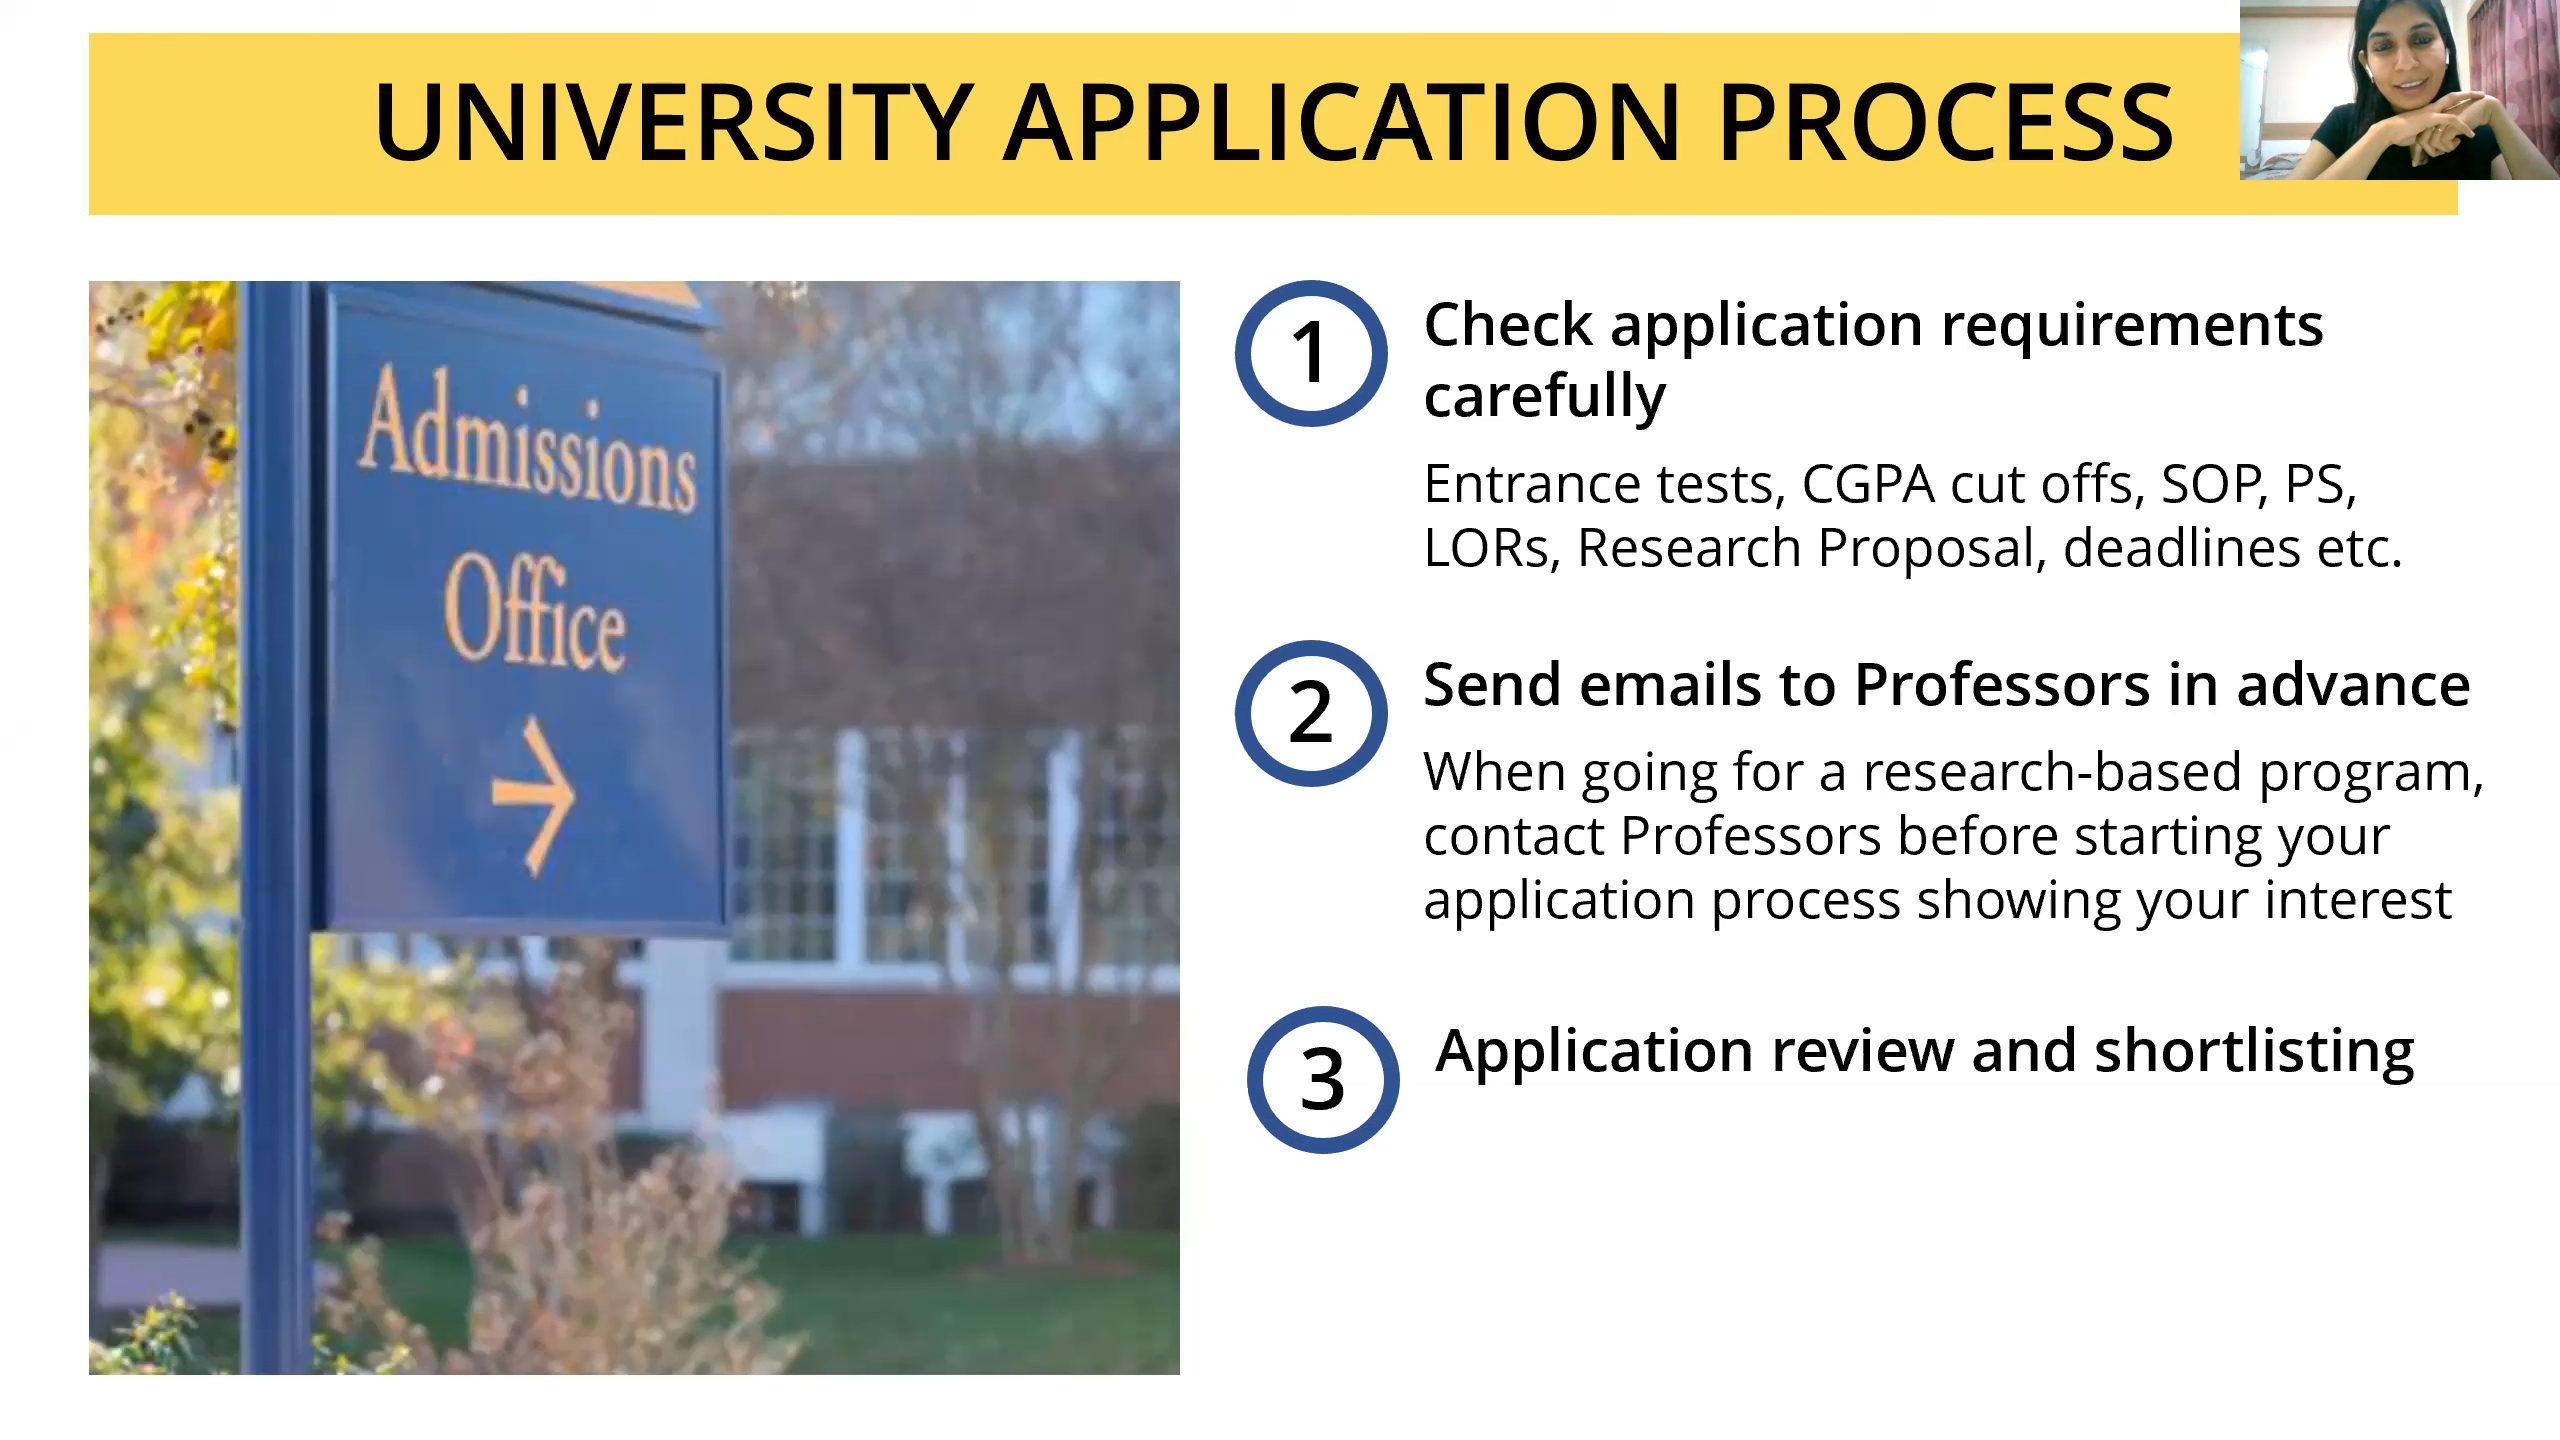 UNIVERSITY APPLICATION PROCESS
Admissions
Office
1
Check application requirements
carefully
Entrance tests, CGPA cut offs, SOP, PS,
LORs, Research Proposal, deadlines etc.
2
Send emails to Professors in advance
When going for a research-based program,
contact Professors before starting your
application process showing your interest
3
Application review and shortlisting